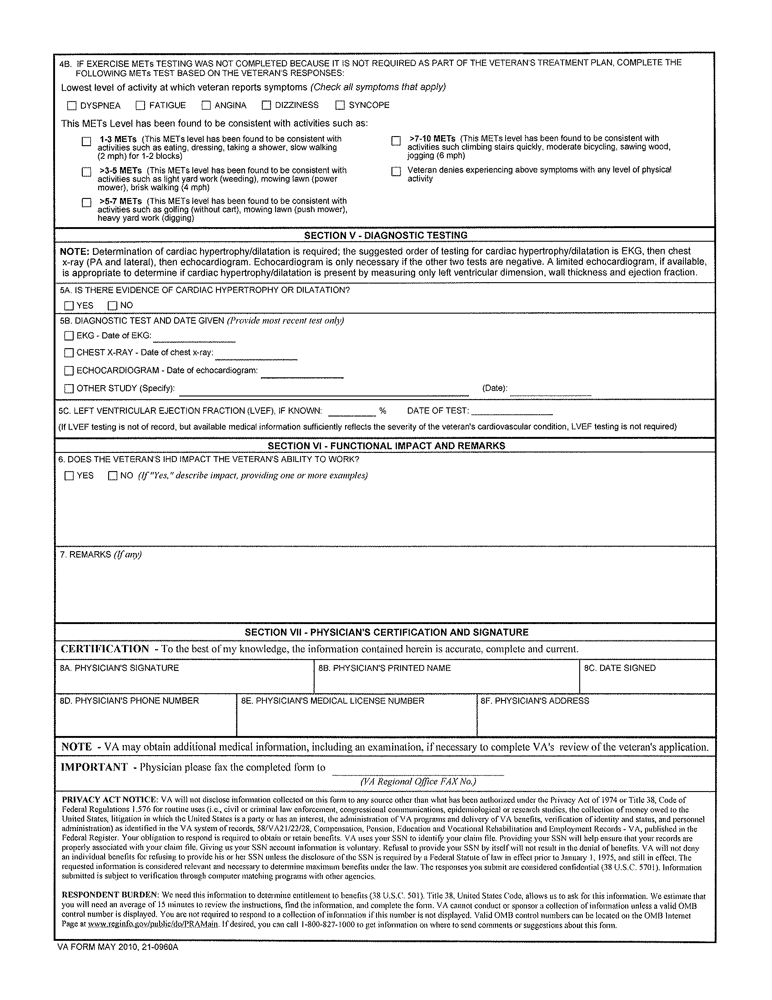 4B. IF EXERCISE METs TESTING WAS NOT COMPLETED BECAUSE IT IS NOT REQUIRED AS PART OF THE VETERAN'S TREATMENT PLAN, COMPLETE THE
FOLLOWING METs TEST BASED ON THE VETERAN'S RESPONSES:
Lowest level of activity at which veteran reports symptoms (Check all symptoms that apply)
☐ DYSPNEA ☐ FATIGUE ☐ ANGINA ☐ DIZZINESS ☐ SYNCOPE
This METs Level has been found to be consistent with activities such as:
☐ 1-3 METs (This METs level has been found to be consistent with
activities such as eating, dressing, taking a shower, slow walking
(2 mph) for 1-2 blocks)
☐ >3-5 METs (This METs level has been found to be consistent with
activities such as light yard work (weeding), mowing lawn (power
mower), brisk walking (4 mph)
☐ >5-7 METs (This METs level has been found to be consistent with
activities such as golfing (without cart), mowing lawn (push mower),
heavy yard work (digging)
☐ >7-10 METs (This METs level has been found to be consistent with
activities such climbing stairs quickly, moderate bicycling, sawing wood,
jogging (6 mph)
☐ Veteran denies experiencing above symptoms with any level of physical
activity
SECTION V - DIAGNOSTIC TESTING
NOTE: Determination of cardiac hypertrophy/dilatation is required; the suggested order of testing for cardiac hypertrophy/dilatation is EKG, then chest
x-ray (PA and lateral), then echocardiogram. Echocardiogram is only necessary if the other two tests are negative. A limited echocardiogram, if available,
is appropriate to determine if cardiac hypertrophy/dilatation is present by measuring only left ventricular dimension, wall thickness and ejection fraction.
5A. IS THERE EVIDENCE OF CARDIAC HYPERTROPHY OR DILATATION?
☐ YES ☐ NO
5B. DIAGNOSTIC TEST AND DATE GIVEN (Provide most recent test only)
☐ EKG - Date of EKG:
☐ CHEST X-RAY - Date of chest x-ray:
☐ ECHOCARDIOGRAM - Date of echocardiogram:
☐ OTHER STUDY (Specify): (Date):
5C. LEFT VENTRICULAR EJECTION FRACTION (LVEF), IF KNOWN: % DATE OF TEST:
(If LVEF testing is not of record, but available medical information sufficiently reflects the severity of the veteran's cardiovascular condition, LVEF testing is not required)
SECTION VI - FUNCTIONAL IMPACT AND REMARKS
6. DOES THE VETERAN'S IHD IMPACT THE VETERAN'S ABILITY TO WORK?
☐ YES ☐ NO (If "Yes," describe impact, providing one or more examples)
7. REMARKS (If any)
SECTION VII - PHYSICIAN'S CERTIFICATION AND SIGNATURE
CERTIFICATION - To the best of my knowledge, the information contained herein is accurate, complete and current.
8A. PHYSICIAN'S SIGNATURE
8B. PHYSICIAN'S PRINTED NAME
8C. DATE SIGNED
8D. PHYSICIAN'S PHONE NUMBER
8E. PHYSICIAN'S MEDICAL LICENSE NUMBER
8F. PHYSICIAN'S ADDRESS
NOTE - VA may obtain additional medical information, including an examination, if necessary to complete VA's review of the veteran's application.
IMPORTANT - Physician please fax the completed form to
(VA Regional Office FAX No.)
PRIVACY ACT NOTICE: VA will not disclose information collected on this form to any source other than what has been authorized under the Privacy Act of 1974 or Title 38, Code of
Federal Regulations 1.576 for routine uses (i.e., civil or criminal law enforcement, congressional communications, epidemiological or research studies, the collection of money owed to the
United States, litigation in which the United States is a party or has an interest, the administration of VA programs and delivery of VA benefits, verification of identity and status, and personnel
administration) as identified in the VA system of records, 58/VA21/22/28, Compensation, Pension, Education and Vocational Rehabilitation and Employment Records - VA, published in the
Federal Register. Your obligation to respond is required to obtain or retain benefits. VA uses your SSN to identify your claim file. Providing your SSN will help ensure that your records are
properly associated with your claim file. Giving us your SSN account information is voluntary. Refusal to provide your SSN by itself will not result in the denial of benefits. VA will not deny
an individual benefits for refusing to provide his or her SSN unless the disclosure of the SSN is required by a Federal Statute of law in effect prior to January 1, 1975, and still in effect. The
requested information is considered relevant and necessary to determine maximum benefits under the law. The responses you submit are considered confidential (38 U.S.C. 5701). Information
submitted is subject to verification through computer matching programs with other agencies.
RESPONDENT BURDEN: We need this information to determine entitlement to benefits (38 U.S.C. 501). Title 38, United States Code, allows us to ask for this information. We estimate that
you will need an average of 15 minutes to review the instructions, find the information, and complete the form. VA cannot conduct or sponsor a collection of information unless a valid OMB
control number is displayed. You are not required to respond to a collection of information if this number is not displayed. Valid OMB control numbers can be located on the OMB Internet
Page at www.reginfo.gov/public/do/PRAMain. If desired, you can call 1-800-827-1000 to get information on where to send comments or suggestions about this form.
VA FORM MAY 2010, 21-0960A